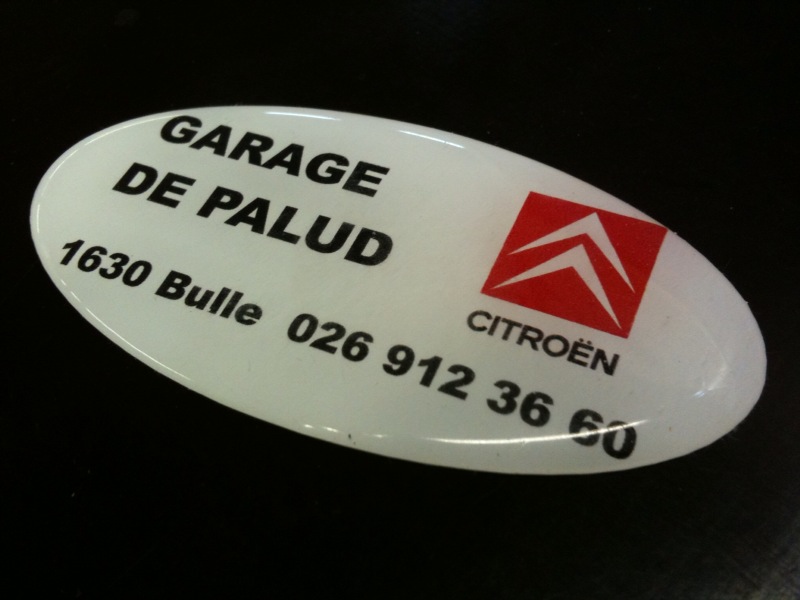 GARAGE
DE PALUD
1630 Bulle 026 912 36 60
CITROËN